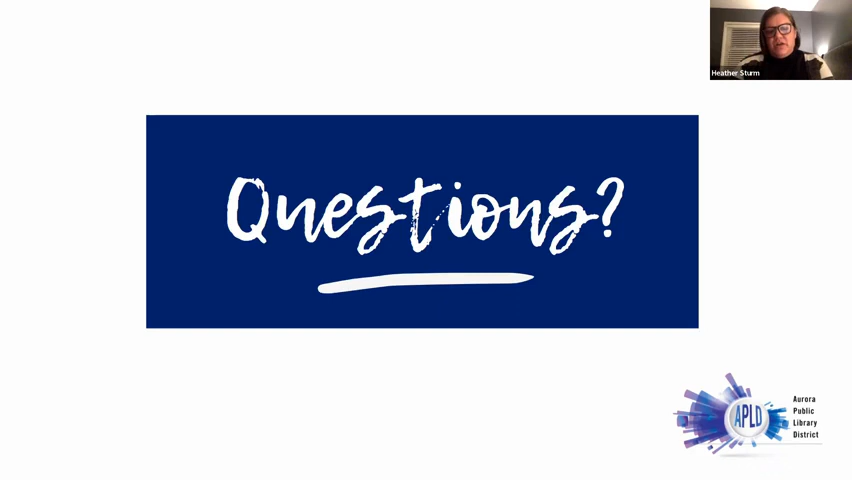 Heather Sturm
Questions?
APLD
Aurora
Public
Library
District